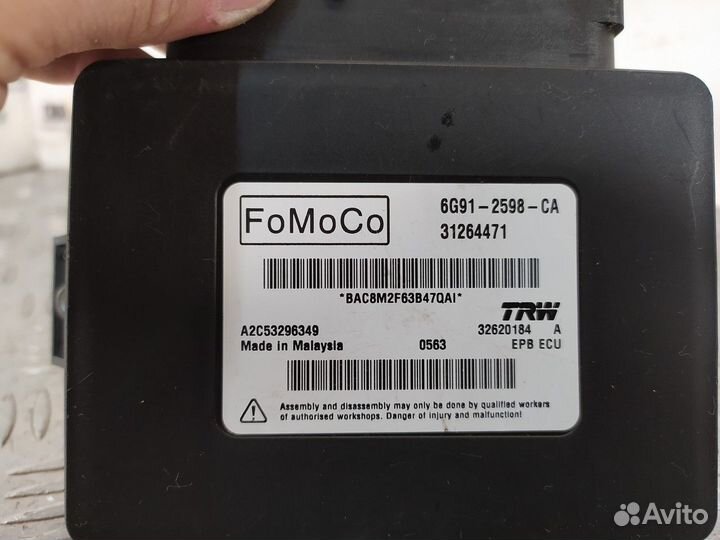 FoMoCo
6G91-2598-CA
31264471
*BAC8M2F63B47QAI*
TRW
A2C53296349
32620184 A
Made in Malaysia
0563
EPB ECU
Assembly and disassembly may only be done by qualified workers
of authorised workshops. Danger of injury and malfunction!
Avito